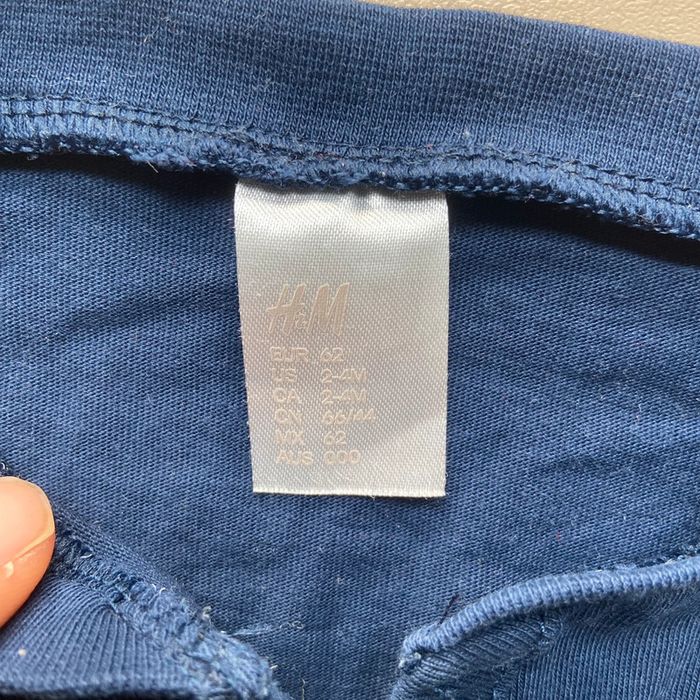 H&M
EUR 62
US 2-4M
CA 2-4M
CN 66/44
MX 62
AUS 000